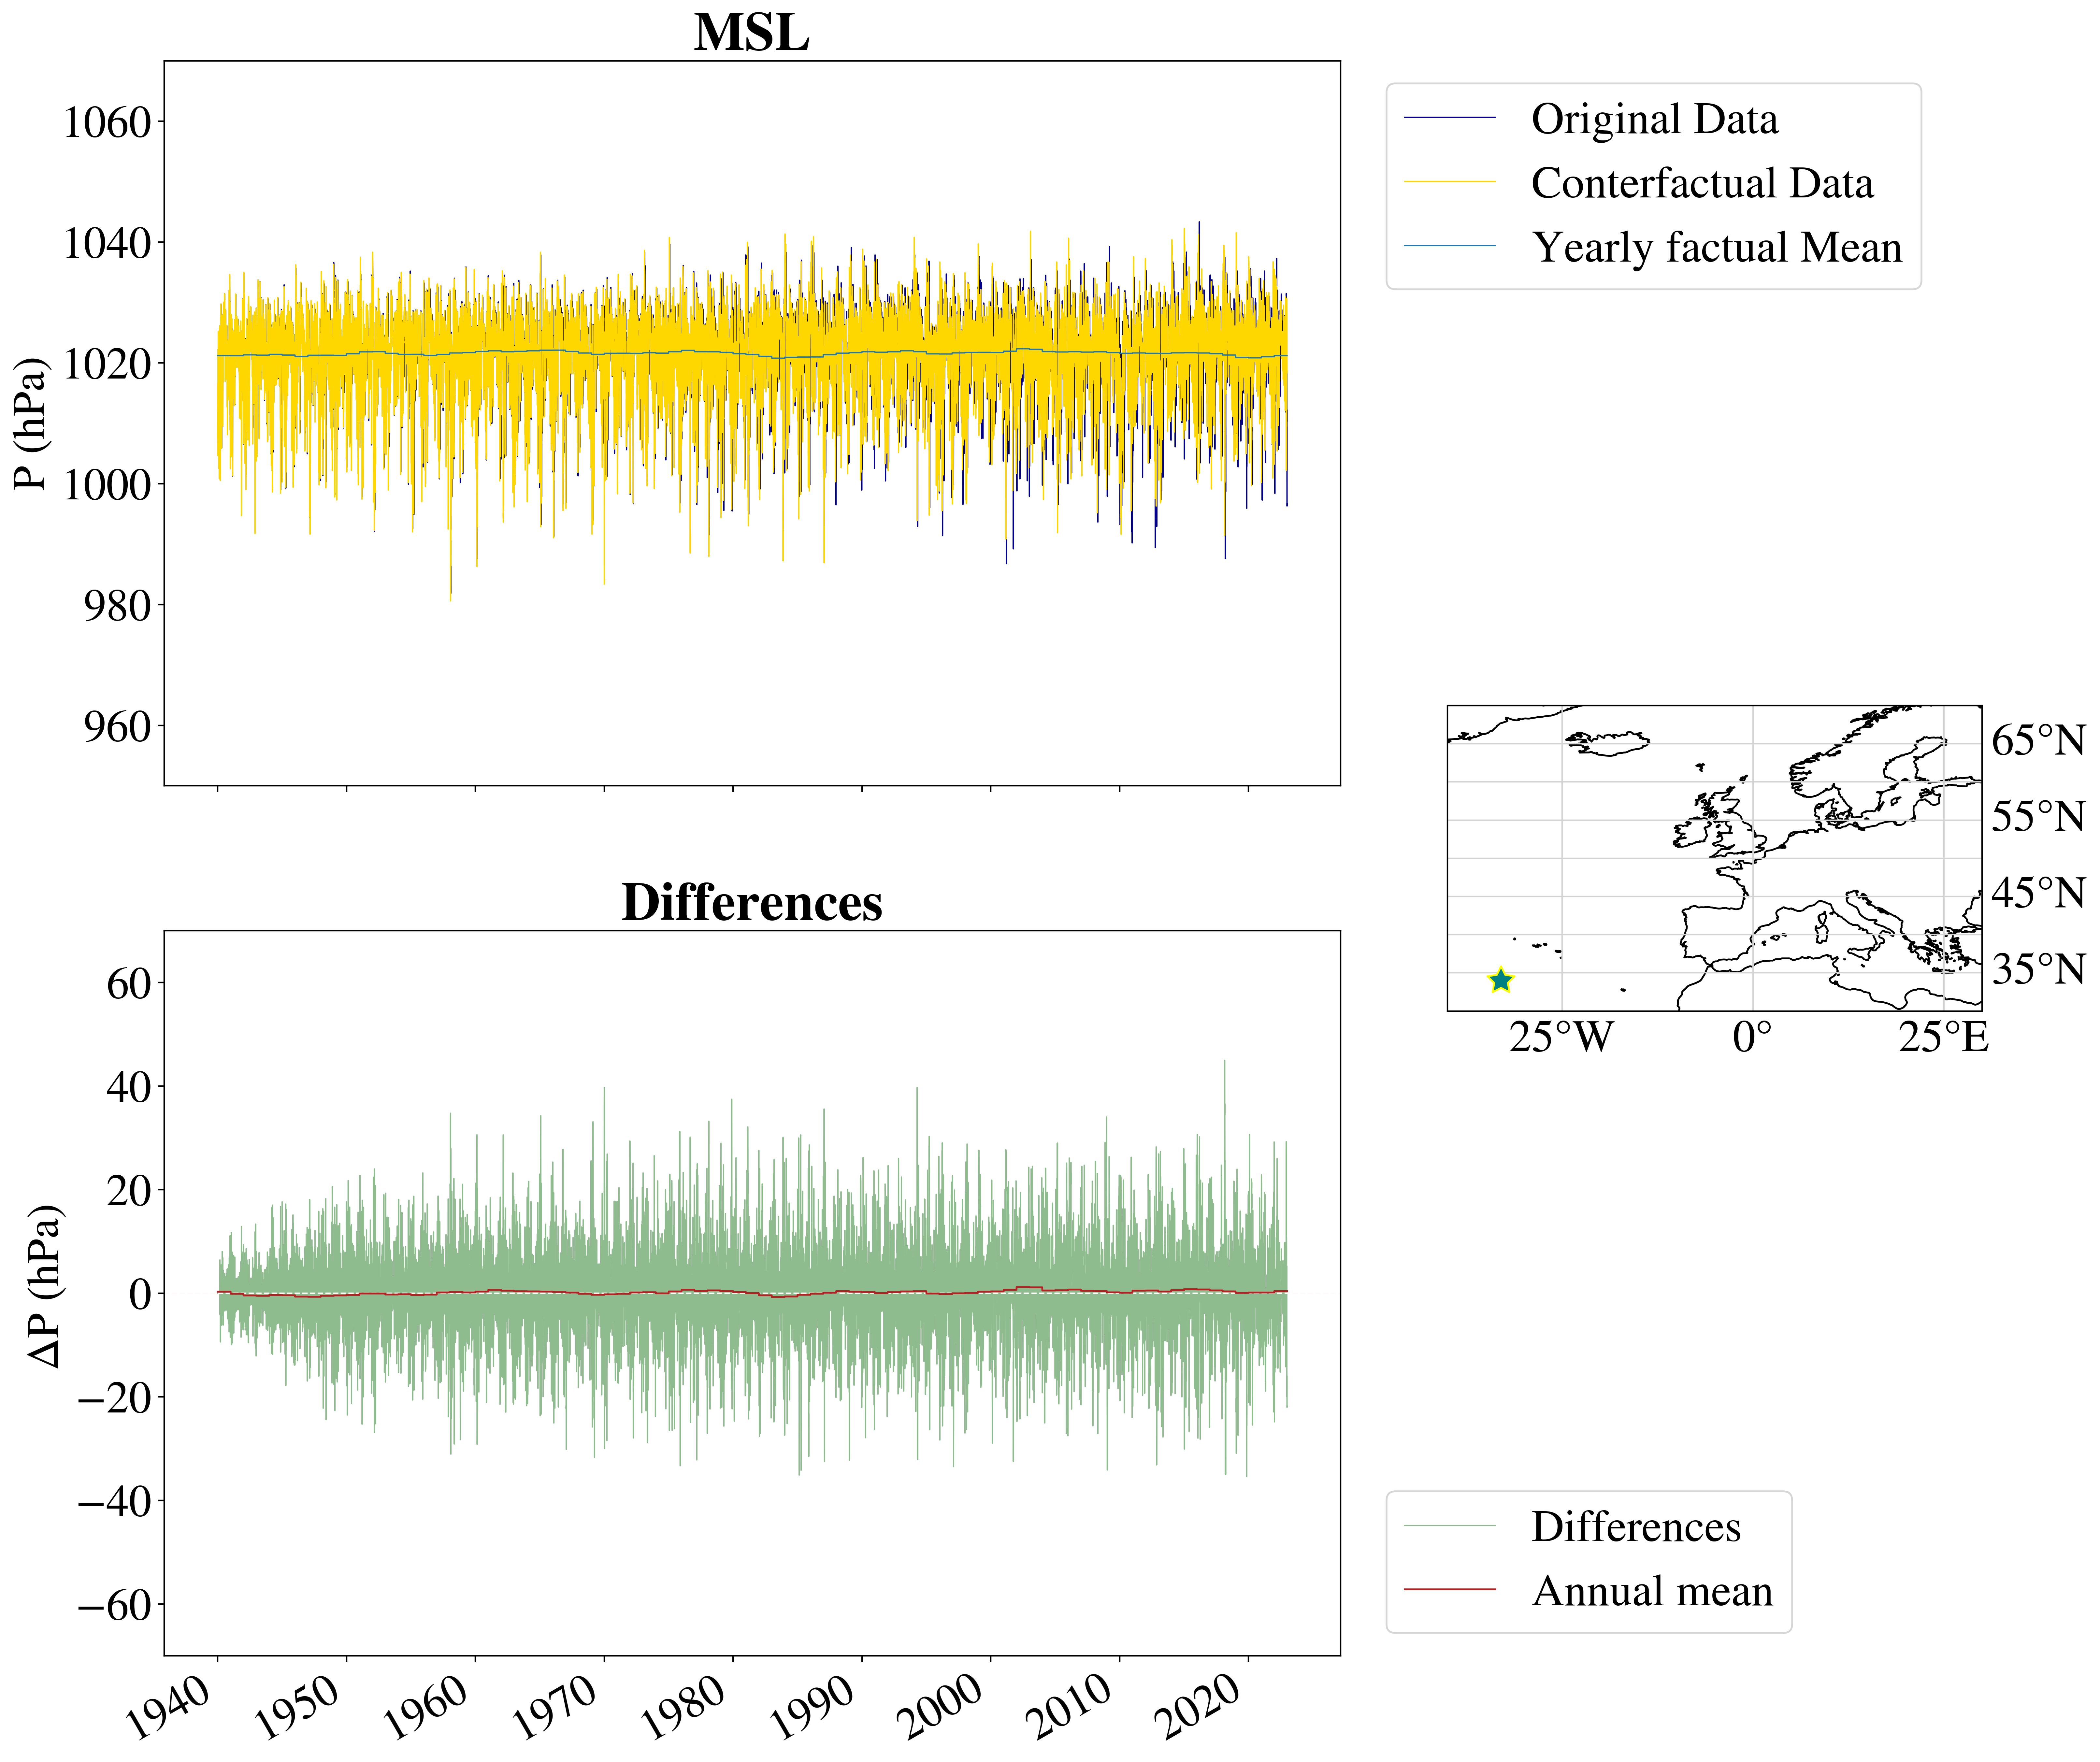 MSL
1060
1040
1020
1000
980
960
P (hPa)
Original Data
Conterfactual Data
Yearly factual Mean
65°N
55°N
45°N
35°N
25°W 0° 25°E
Differences
60
40
20
0
−20
−40
−60
ΔP (hPa)
1940 1950 1960 1970 1980 1990 2000 2010 2020
Differences
Annual mean